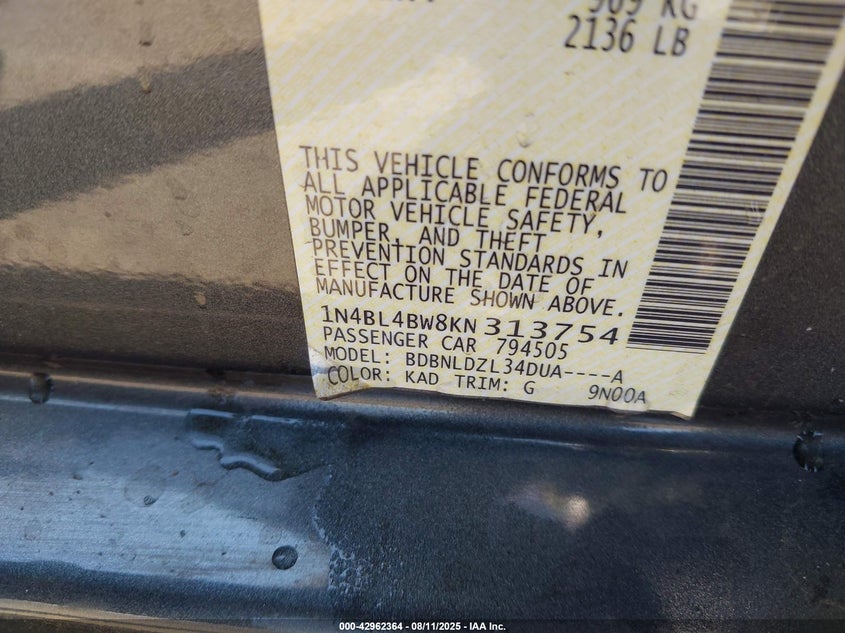 909 KG
2136 LB
THIS VEHICLE CONFORMS TO
ALL APPLICABLE FEDERAL
MOTOR VEHICLE SAFETY,
BUMPER, AND THEFT
PREVENTION STANDARDS IN
EFFECT ON THE DATE OF
MANUFACTURE SHOWN ABOVE.
1N4BL4BW8KN313754
PASSENGER CAR 794505
MODEL: BDBNLDZL34DUA----A
COLOR: KAD TRIM: G 9N00A
000-42962364 - 08/11/2025 - IAA Inc.